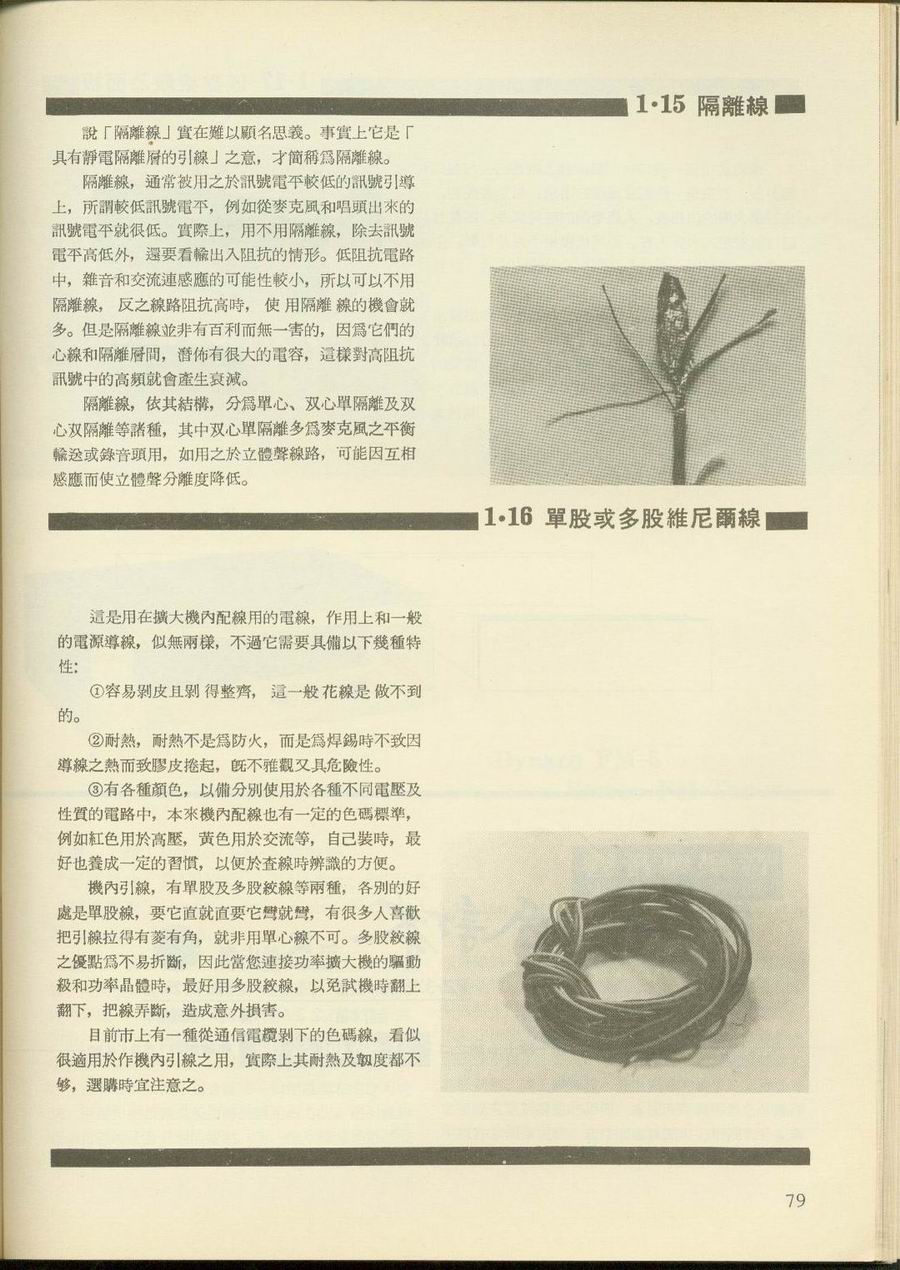 1·15 隔離線
說「隔離線」實在難以顧名思義。事實上它是「
具有靜電隔離層的引線」之意，才簡稱爲隔離線。
隔離線，通常被用之於訊號電平較低的訊號引導
上，所謂較低訊號電平，例如從麥克風和唱頭出來的
訊號電平就很低。實際上，用不用隔離線，除去訊號
電平高低外，還要看輸出入阻抗的情形。低阻抗電路
中，雜音和交流連感應的可能性較小，所以可以不用
隔離線，反之線路阻抗高時，使用隔離線的機會就
多。但是隔離線並非有百利而無一害的，因爲它們的
心線和隔離層間，潛佈有很大的電容，這樣對高阻抗
訊號中的高頻就會產生衰減。
隔離線，依其結構，分爲單心、双心單隔離及双
心双隔離等諸種，其中双心單隔離多爲麥克風之平衡
輸送或錄音頭用，如用之於立體聲線路，可能因互相
感應而使立體聲分離度降低。
1·16 單股或多股維尼爾線
這是用在擴大機內配線用的電線，作用上和一般
的電源導線，似無兩樣，不過它需要具備以下幾種特
性：
①容易剝皮且剝得整齊，這一般花線是做不到
的。
②耐熱，耐熱不是爲防火，而是爲焊錫時不致因
導線之熱而致膠皮捲起，旣不雅觀又具危險性。
③有各種顏色，以備分別使用於各種不同電壓及
性質的電路中，本來機內配線也有一定的色碼標準，
例如紅色用於高壓，黃色用於交流等，自己裝時，最
好也養成一定的習慣，以便於查線時辨識的方便。
機內引線，有單股及多股絞線等兩種，各別的好
處是單股線，要它直就直要它彎就彎，有很多人喜歡
把引線拉得有菱有角，就非用單心線不可。多股絞線
之優點爲不易折斷，因此當您連接功率擴大機的驅動
級和功率晶體時，最好用多股絞線，以免試機時翻上
翻下，把線弄斷，造成意外損害。
目前市上有一種從通信電纜剝下的色碼線，看似
很適用於作機內引線之用，實際上其耐熱及韌度都不
够，選購時宜注意之。
79